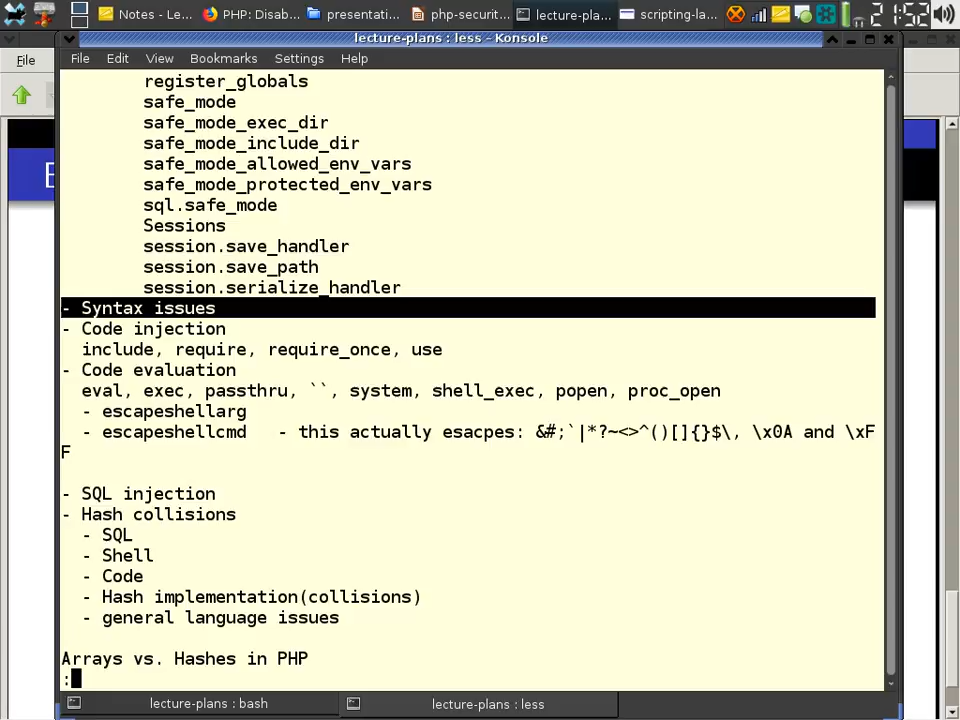 Notes - Le...
PHP: Disab...
presentati...
php-securit...
lecture-pla...
scripting-la...
2 1:52
lecture-plans : less - Konsole
File
File Edit View Bookmarks Settings Help
register_globals
safe_mode
safe_mode_exec_dir
safe_mode_include_dir
safe_mode_allowed_env_vars
safe_mode_protected_env_vars
sql.safe_mode
Sessions
session.save_handler
session.save_path
session.serialize_handler
- Syntax issues
- Code injection
include, require, require_once, use
- Code evaluation
eval, exec, passthru, ``, system, shell_exec, popen, proc_open
- escapeshellarg
- escapeshellcmd - this actually esacpes: &#;`|*?~<>^()[]{}$\, \x0A and \xF
F
- SQL injection
- Hash collisions
- SQL
- Shell
- Code
- Hash implementation(collisions)
- general language issues
Arrays vs. Hashes in PHP
:
lecture-plans : bash
lecture-plans : less